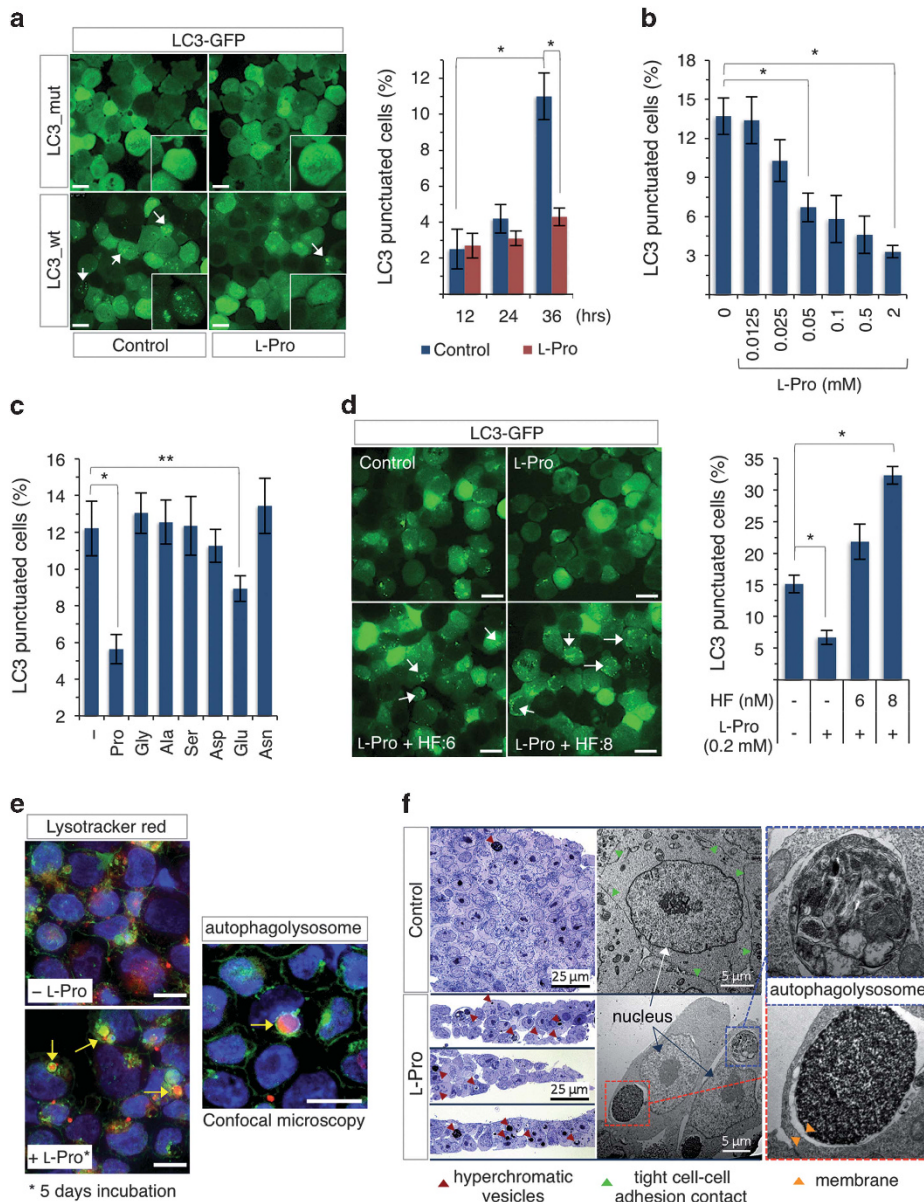 a
LC3-GFP
LC3_mut
LC3_wt
Control
L-Pro
LC3 punctuated cells (%)
12
10
8
6
4
2
*
*
12 24 36 (hrs)
Control L-Pro
b
LC3 punctuated cells (%)
18
15
12
9
6
3
*
*
0 0.0125 0.025 0.05 0.1 0.5 2
L-Pro (mM)
c
LC3 punctuated cells (%)
16
14
12
10
8
6
4
2
**
*
– Pro Gly Ala Ser Asp Glu Asn
d
LC3-GFP
Control
L-Pro
L-Pro + HF:6
L-Pro + HF:8
LC3 punctuated cells (%)
35
32
25
22
15
10
5
*
*
HF (nM) - - 6 8
L-Pro
(0.2 mM) - + + +
e
Lysotracker red
– L-Pro
+ L-Pro*
* 5 days incubation
autophagolysosome
Confocal microscopy
f
Control
L-Pro
25 µm
5 µm
nucleus
25 µm
5 µm
autophagolysosome
hyperchromatic
vesicles
tight cell-cell
adhesion contact
membrane